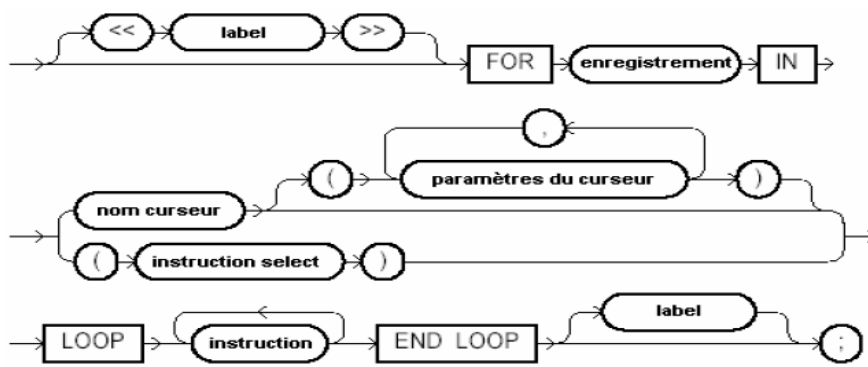 << label >>
FOR enregistrement IN
,
( paramètres du curseur )
nom curseur
( instruction select )
label
LOOP instruction END LOOP ;